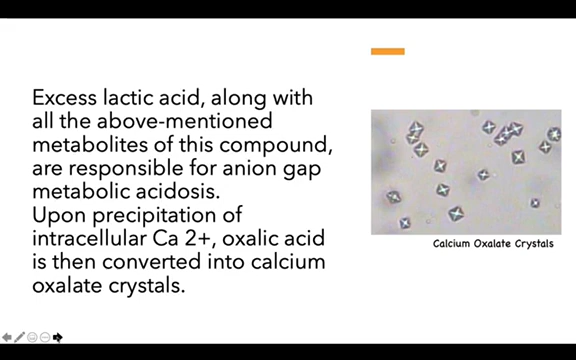 Excess lactic acid, along with
all the above-mentioned
metabolites of this compound,
are responsible for anion gap
metabolic acidosis.
Upon precipitation of
intracellular Ca 2+, oxalic acid
is then converted into calcium
oxalate crystals.
Calcium Oxalate Crystals